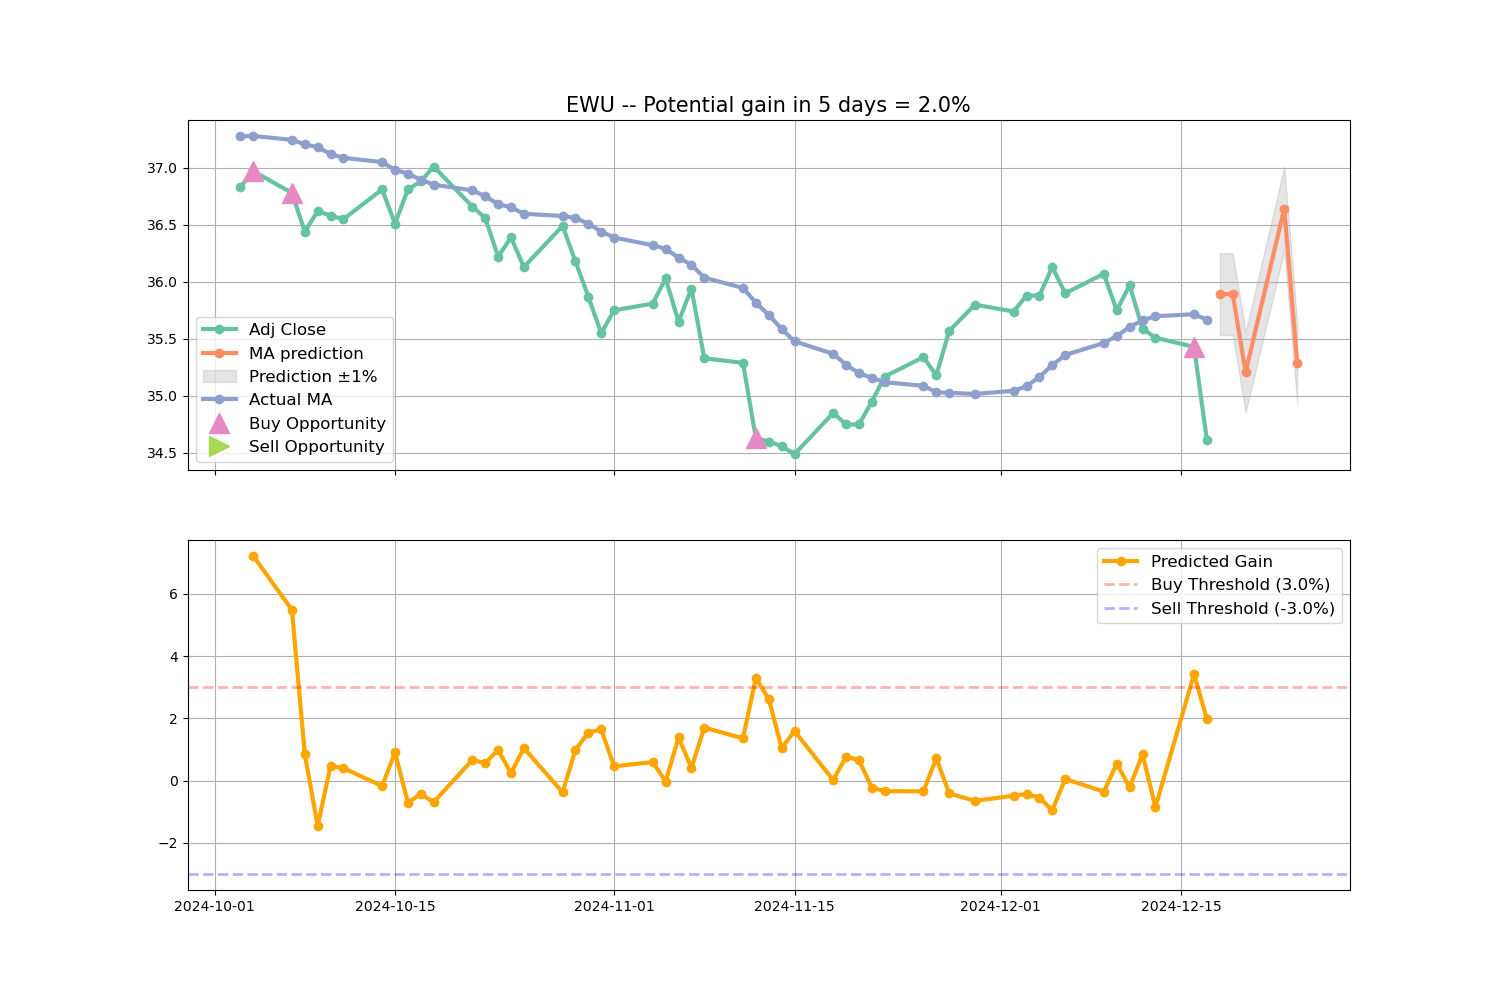 EWU -- Potential gain in 5 days = 2.0%
37.0
36.5
36.0
35.5
35.0
34.5
Adj Close
MA prediction
Prediction ±1%
Actual MA
Buy Opportunity
Sell Opportunity
6
4
2
0
−2
Predicted Gain
Buy Threshold (3.0%)
Sell Threshold (-3.0%)
2024-10-01 2024-10-15 2024-11-01 2024-11-15 2024-12-01 2024-12-15